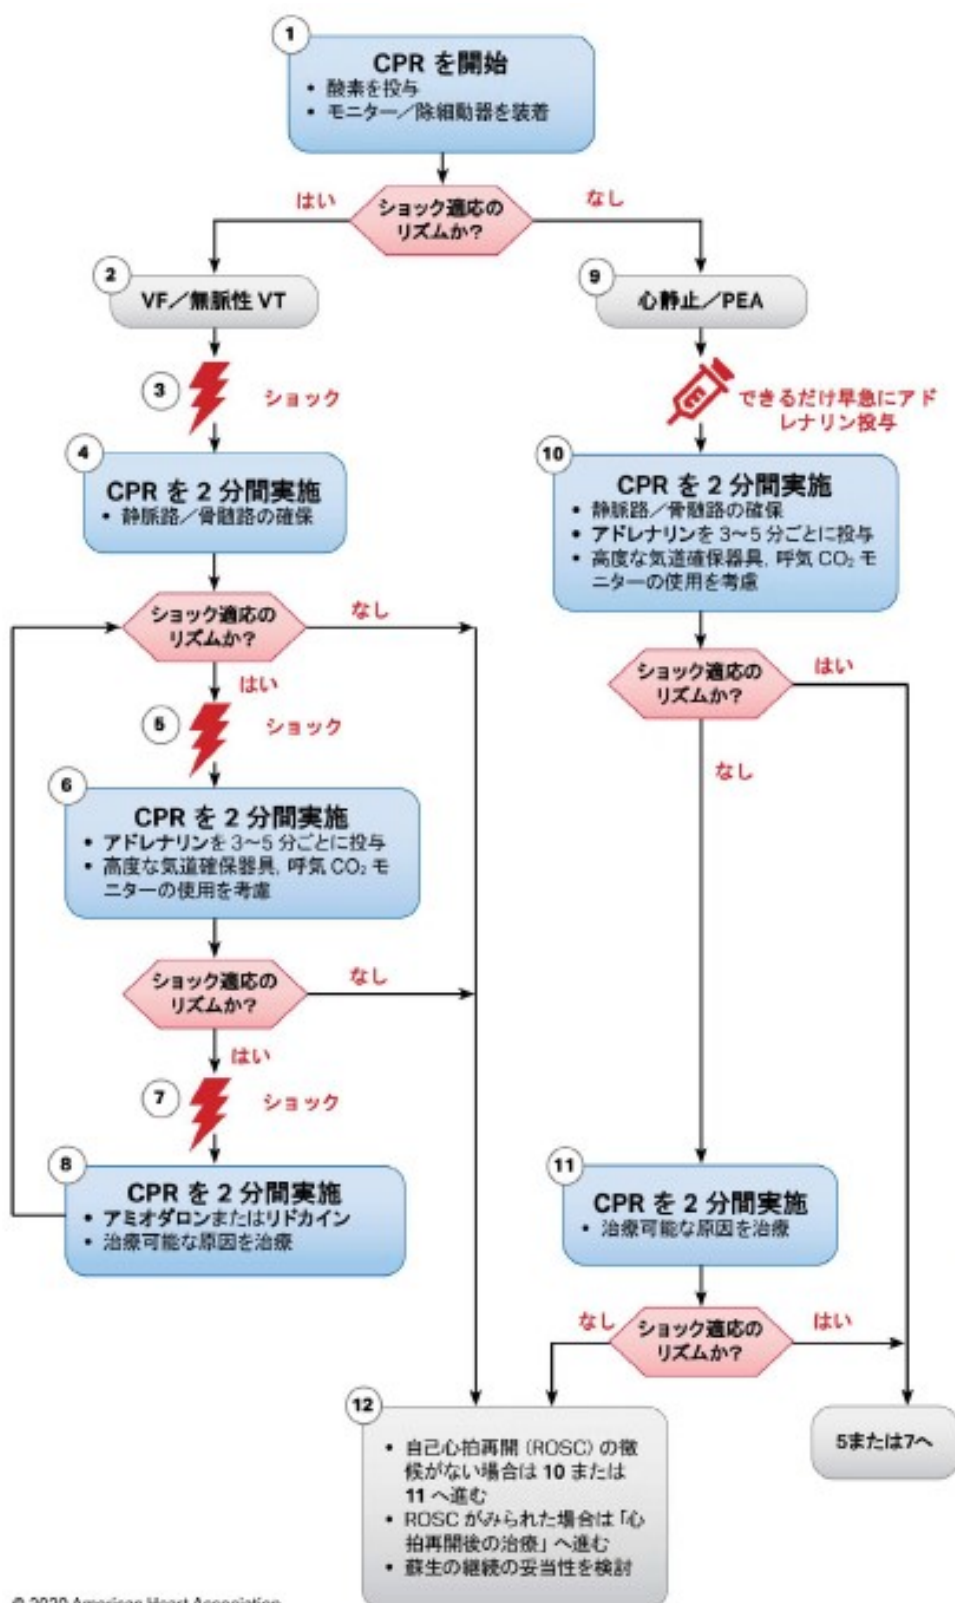 1
CPR を開始
• 酸素を投与
• モニター／除細動器を装着
はい
ショック適応の
リズムか？
なし
2
VF／無脈性 VT
3
ショック
4
CPR を 2 分間実施
• 静脈路／骨髄路の確保
ショック適応の
リズムか？
なし
はい
5
ショック
6
CPR を 2 分間実施
• アドレナリンを 3～5 分ごとに投与
• 高度な気道確保器具，呼気 CO₂ モ
ニターの使用を考慮
ショック適応の
リズムか？
なし
はい
7
ショック
8
CPR を 2 分間実施
• アミオダロンまたはリドカイン
• 治療可能な原因を治療
9
心静止／PEA
できるだけ早急にアド
レナリン投与
10
CPR を 2 分間実施
• 静脈路／骨髄路の確保
• アドレナリンを 3～5 分ごとに投与
• 高度な気道確保器具，呼気 CO₂ モ
ニターの使用を考慮
ショック適応の
リズムか？
はい
なし
11
CPR を 2 分間実施
• 治療可能な原因を治療
なし
ショック適応の
リズムか？
はい
12
• 自己心拍再開（ROSC）の徴
候がない場合は 10 または
11 へ進む
• ROSC がみられた場合は「心
拍再開後の治療」へ進む
• 蘇生の継続の妥当性を検討
5または7へ
© 2020 American Heart Association